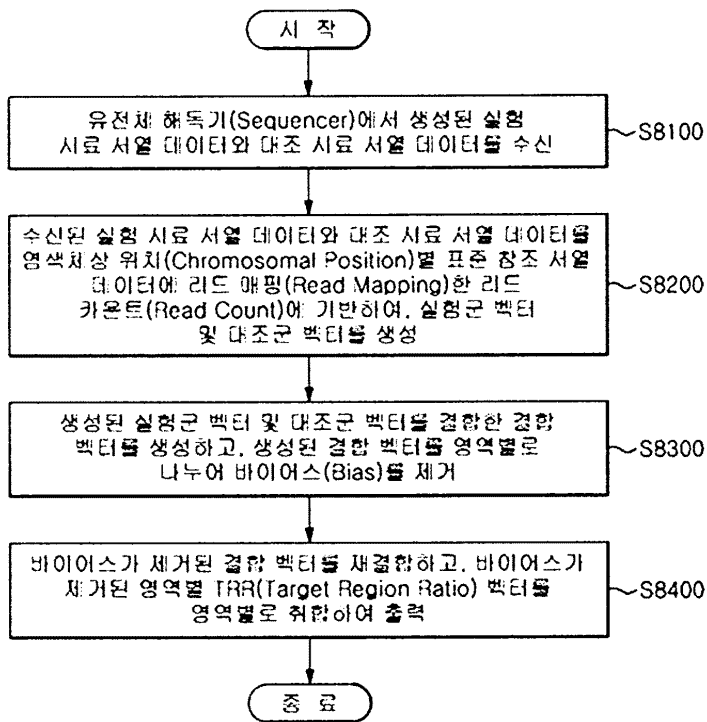 시 작
유전체 해독기(Sequencer)에서 생성된 실험
시료 서열 데이터와 대조 시료 서열 데이터를 수신
S8100
수신된 실험 시료 서열 데이터와 대조 시료 서열 데이터를
염색체상 위치(Chromosomal Position)별 표준 참조 서열
데이터에 리드 매핑(Read Mapping)한 리드
카운트(Read Count)에 기반하여, 실험군 벡터
및 대조군 벡터를 생성
S8200
생성된 실험군 벡터 및 대조군 벡터를 결합한 결합
벡터를 생성하고, 생성된 결합 벡터를 영역별로
나누어 바이어스(Bias)를 제거
S8300
바이어스가 제거된 결합 벡터를 재결합하고, 바이어스가
제거된 영역별 TRR(Target Region Ratio) 벡터를
영역별로 취합하여 출력
S8400
종 료